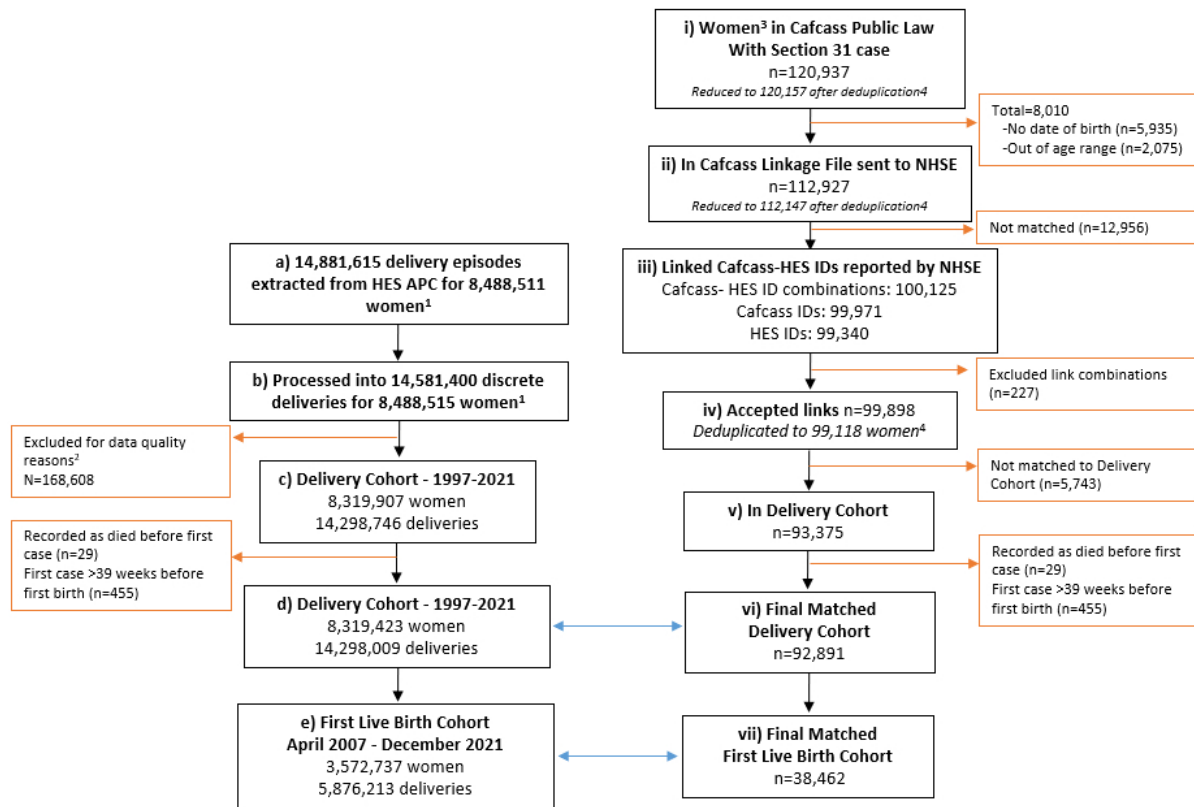 i) Women³ in Cafcass Public Law
With Section 31 case
n=120,937
Reduced to 120,157 after deduplication4
Total=8,010
-No date of birth (n=5,935)
-Out of age range (n=2,075)
ii) In Cafcass Linkage File sent to NHSE
n=112,927
Reduced to 112,147 after deduplication4
Not matched (n=12,956)
iii) Linked Cafcass-HES IDs reported by NHSE
Cafcass- HES ID combinations: 100,125
Cafcass IDs: 99,971
HES IDs: 99,340
Excluded link combinations
(n=227)
iv) Accepted links n=99,898
Deduplicated to 99,118 women⁴
Not matched to Delivery
Cohort (n=5,743)
v) In Delivery Cohort
n=93,375
Recorded as died before first
case (n=29)
First case >39 weeks before
first birth (n=455)
vi) Final Matched
Delivery Cohort
n=92,891
vii) Final Matched
First Live Birth Cohort
n=38,462
a) 14,881,615 delivery episodes
extracted from HES APC for 8,488,511
women¹
b) Processed into 14,581,400 discrete
deliveries for 8,488,515 women¹
Excluded for data quality
reasons²
N=168,608
c) Delivery Cohort - 1997-2021
8,319,907 women
14,298,746 deliveries
Recorded as died before first
case (n=29)
First case >39 weeks before
first birth (n=455)
d) Delivery Cohort - 1997-2021
8,319,423 women
14,298,009 deliveries
e) First Live Birth Cohort
April 2007 - December 2021
3,572,737 women
5,876,213 deliveries